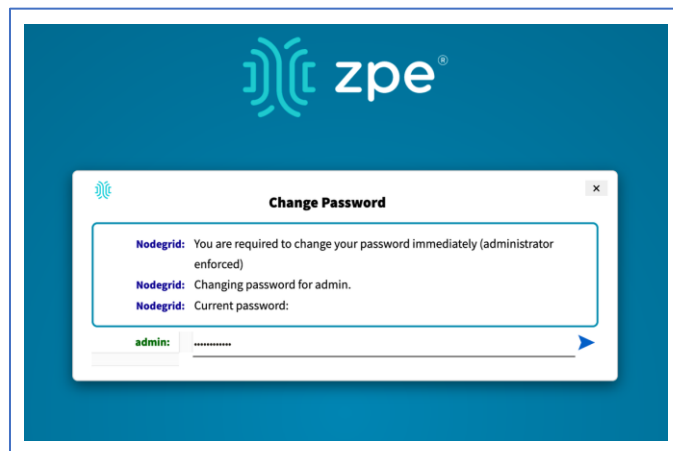 zpe®
×
Change Password
Nodegrid: You are required to change your password immediately (administrator
enforced)
Nodegrid: Changing password for admin.
Nodegrid: Current password:
admin: ............